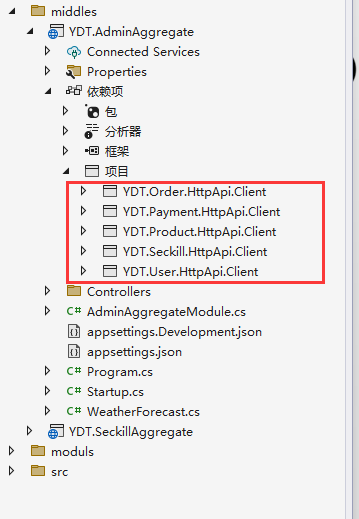 middles
YDT.AdminAggregate
Connected Services
Properties
依赖项
包
分析器
框架
项目
YDT.Order.HttpApi.Client
YDT.Payment.HttpApi.Client
YDT.Product.HttpApi.Client
YDT.Seckill.HttpApi.Client
YDT.User.HttpApi.Client
Controllers
C# AdminAggregateModule.cs
appsettings.Development.json
appsettings.json
C# Program.cs
C# Startup.cs
C# WeatherForecast.cs
YDT.SeckillAggregate
moduls
src